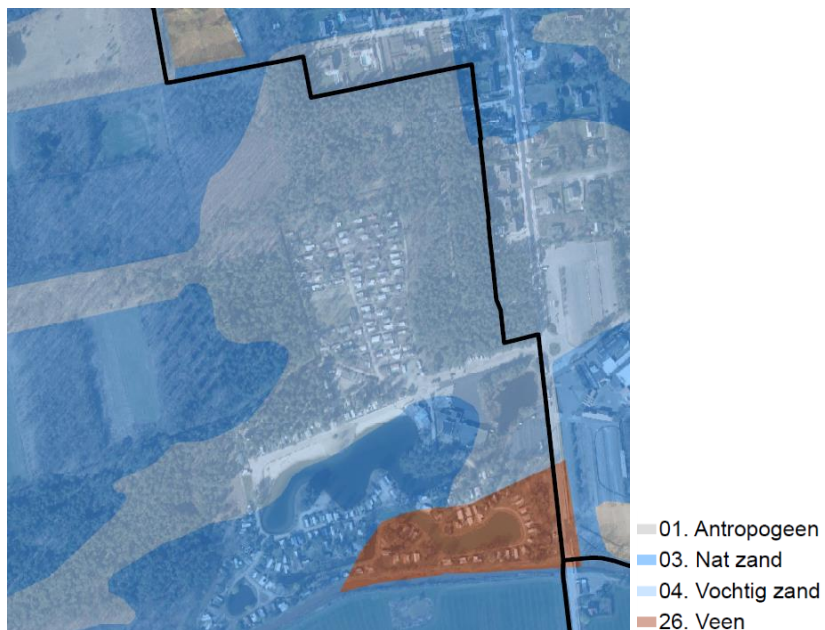 01. Antropogeen
03. Nat zand
04. Vochtig zand
26. Veen